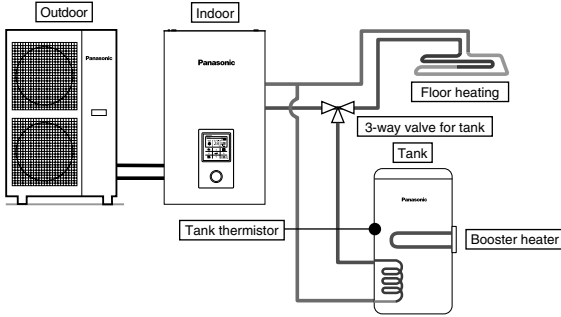 Outdoor
Indoor
Panasonic
Panasonic
Floor heating
3-way valve for tank
Tank
Panasonic
Tank thermistor
Booster heater